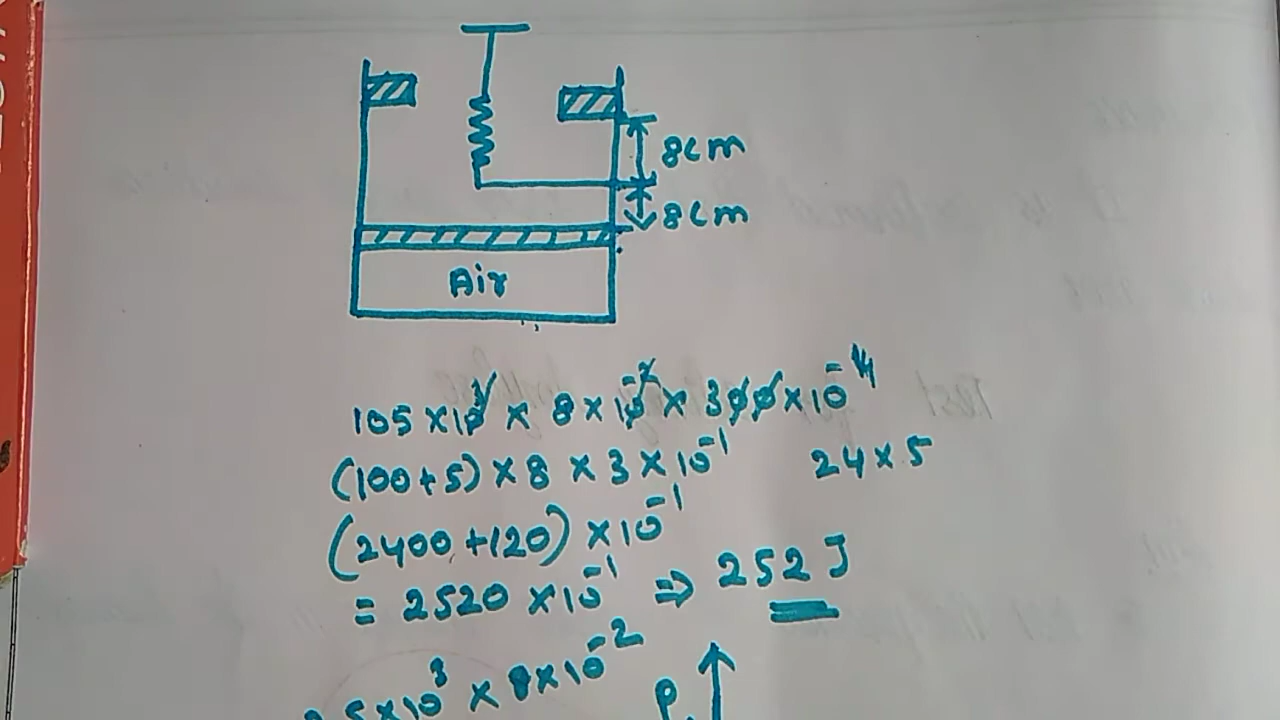 8cm
8cm
Air
105 × 10³ × 8 × 10⁻² × 300 × 10⁻⁴
(100+5) × 8 × 3 × 10⁻¹ 24 × 5
(2400 + 120) × 10⁻¹
= 2520 × 10⁻¹ ⇒ 252 J
5 × 10³ × 8 × 10⁻²
P